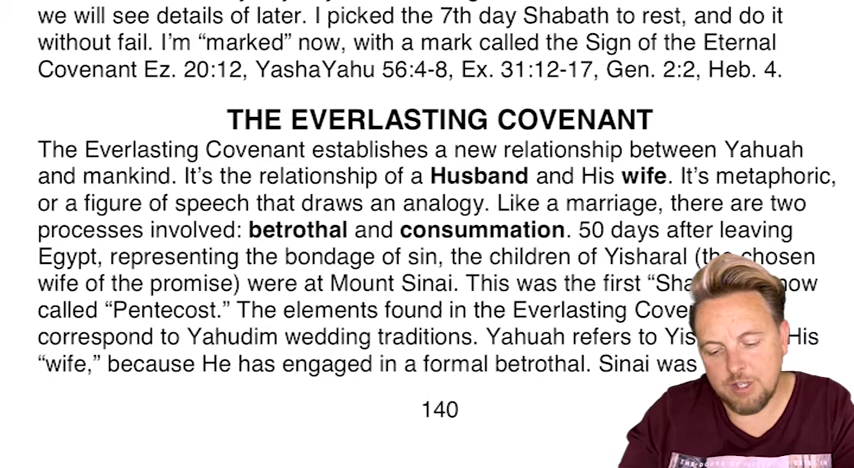 we will see details of later. I picked the 7th day Shabath to rest, and do it
without fail. I'm “marked” now, with a mark called the Sign of the Eternal
Covenant Ez. 20:12, YashaYahu 56:4-8, Ex. 31:12-17, Gen. 2:2, Heb. 4.
THE EVERLASTING COVENANT
The Everlasting Covenant establishes a new relationship between Yahuah
and mankind. It's the relationship of a Husband and His wife. It's metaphoric,
or a figure of speech that draws an analogy. Like a marriage, there are two
processes involved: betrothal and consummation. 50 days after leaving
Egypt, representing the bondage of sin, the children of Yisharal (the chosen
wife of the promise) were at Mount Sinai. This was the first “Sha now
called “Pentecost.” The elements found in the Everlasting Cove
correspond to Yahudim wedding traditions. Yahuah refers to Yis His
“wife,” because He has engaged in a formal betrothal. Sinai was
140